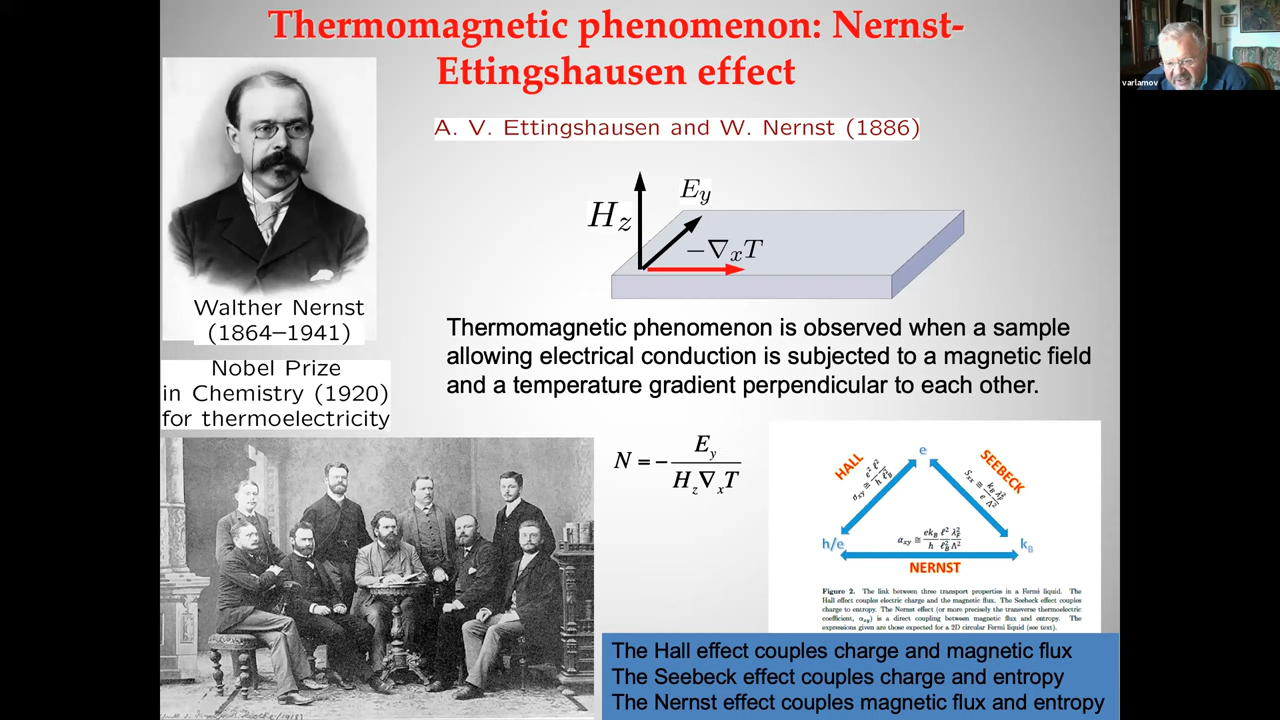 Thermomagnetic phenomenon: Nernst-
Ettingshausen effect
varlamov
A. V. Ettingshausen and W. Nernst (1886)
H_z
E_y
−∇_xT
Walther Nernst
(1864–1941)
Nobel Prize
in Chemistry (1920)
for thermoelectricity
Thermomagnetic phenomenon is observed when a sample
allowing electrical conduction is subjected to a magnetic field
and a temperature gradient perpendicular to each other.
N = − E_y / H_z∇_xT
HALL
e
SEEBECK
h/e
k_B
NERNST
Figure 2. The link between three transport properties in a Fermi liquid. The
Hall effect couples electric charge and the magnetic flux. The Seebeck effect couples
charge to entropy. The Nernst effect (or more precisely the transverse thermoelectric
coefficient, α_xy) is a direct coupling between magnetic flux and entropy. The
expressions given are those expected for a 2D circular Fermi liquid (see text).
The Hall effect couples charge and magnetic flux
The Seebeck effect couples charge and entropy
The Nernst effect couples magnetic flux and entropy